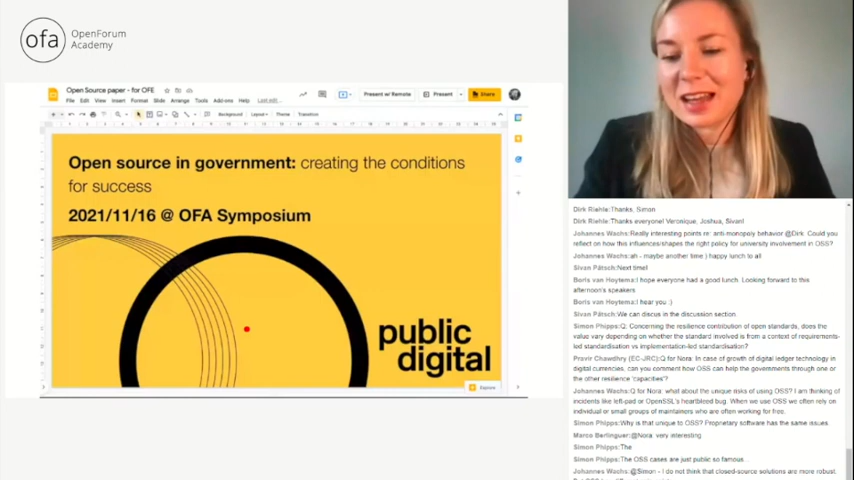 ofa
OpenForum
Academy
Open Source paper - for OFE
File Edit View Insert Format Slide Arrange Tools Add-ons Help Last edit...
Present w/ Remote
Present
Share
Background
Layout
Theme
Transition
Open source in government: creating the conditions
for success
2021/11/16 @ OFA Symposium
public
digital
Explore
Dirk Riehle:Thanks, Simon
Dirk Riehle:Thanks everyone! Veronique, Joshua, Sivan!
Johannes Wachs:Really interesting points re: anti-monopoly behavior @Dirk. Could you
reflect on how this influences/shapes the right policy for university involvement in OSS?
Johannes Wachs:ah - maybe another time :) happy lunch to all
Sivan Pätsch:Next time!
Boris van Hoytema:I hope everyone had a good lunch. Looking forward to this
afternoon's speakers
Boris van Hoytema:I hear you :)
Sivan Pätsch:We can discus in the discussion section.
Simon Phipps:Q: Concerning the resilience contribution of open standards, does the
value vary depending on whether the standard involved is from a context of requirements-
led standardisation vs implementation-led standardisation?
Pravir Chawdhry (EC-JRC):Q for Nora: In case of growth of digital ledger technology in
digital currencies, can you comment how OSS can help the governments through one or
the other resilience 'capacities'?
Johannes Wachs:Q for Nora: what about the unique risks of using OSS? I am thinking of
incidents like left-pad or OpenSSL's heartbleed bug. When we use OSS we often rely on
individual or small groups of maintainers who are often working for free.
Simon Phipps:Why is that unique to OSS? Proprietary software has the same issues
Marco Berlinguer:@Nora: very interesting
Simon Phipps:The
Simon Phipps:The OSS cases are just public so famous...
Johannes Wachs:@Simon - I do not think that closed-source solutions are more robust.